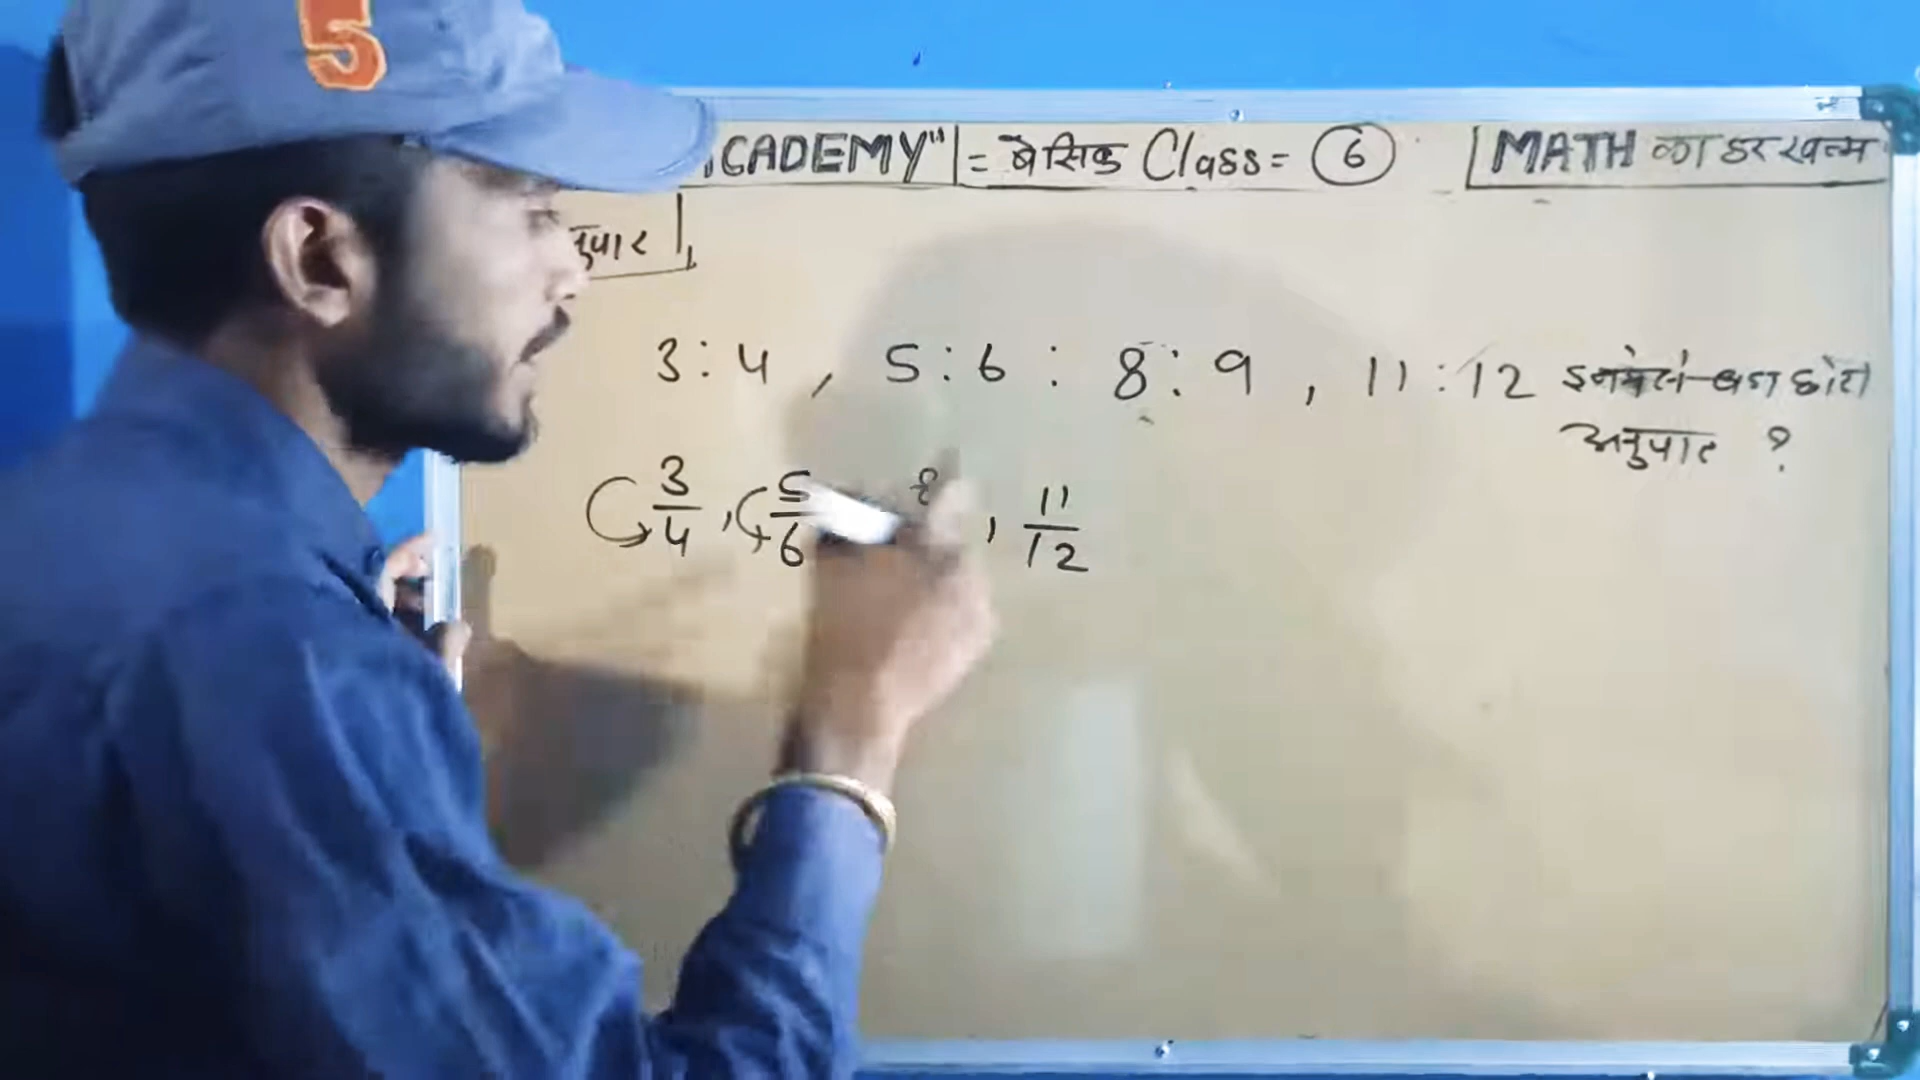 5
ACADEMY" = बेसिक Class = 6 MATH का डर खत्म
नुपात
3 : 4 , 5 : 6 : 8 : 9 , 11 : 12 इनमे से बड़ा छोटा
अनुपात ?
3/4 , 5/6 8 , 11/12